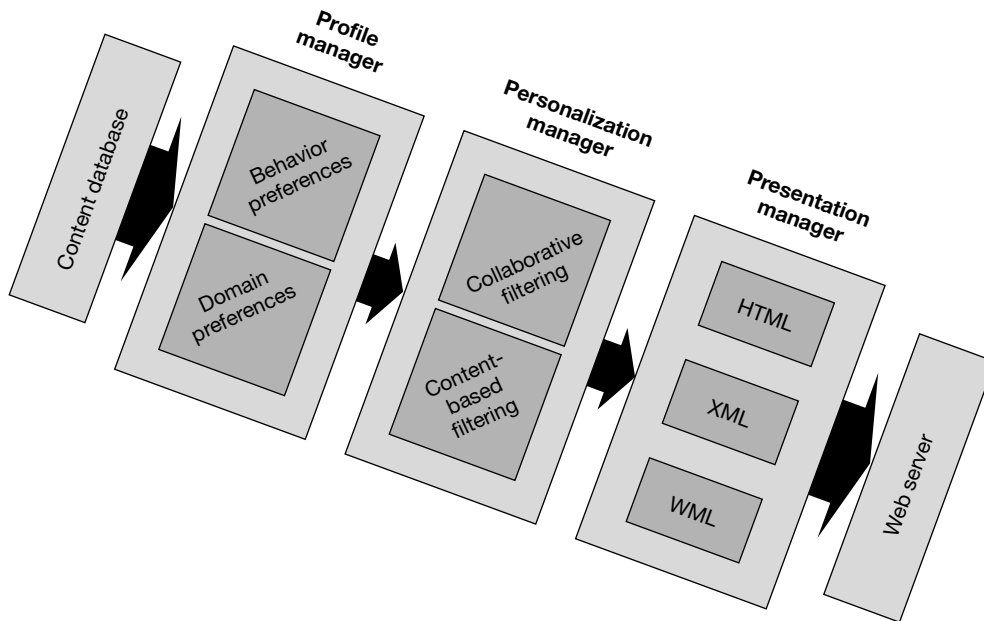 Content database
Profile
manager
Behavior
preferences
Domain
preferences
Personalization
manager
Collaborative
filtering
Content-
based
filtering
Presentation
manager
HTML
XML
WML
Web server